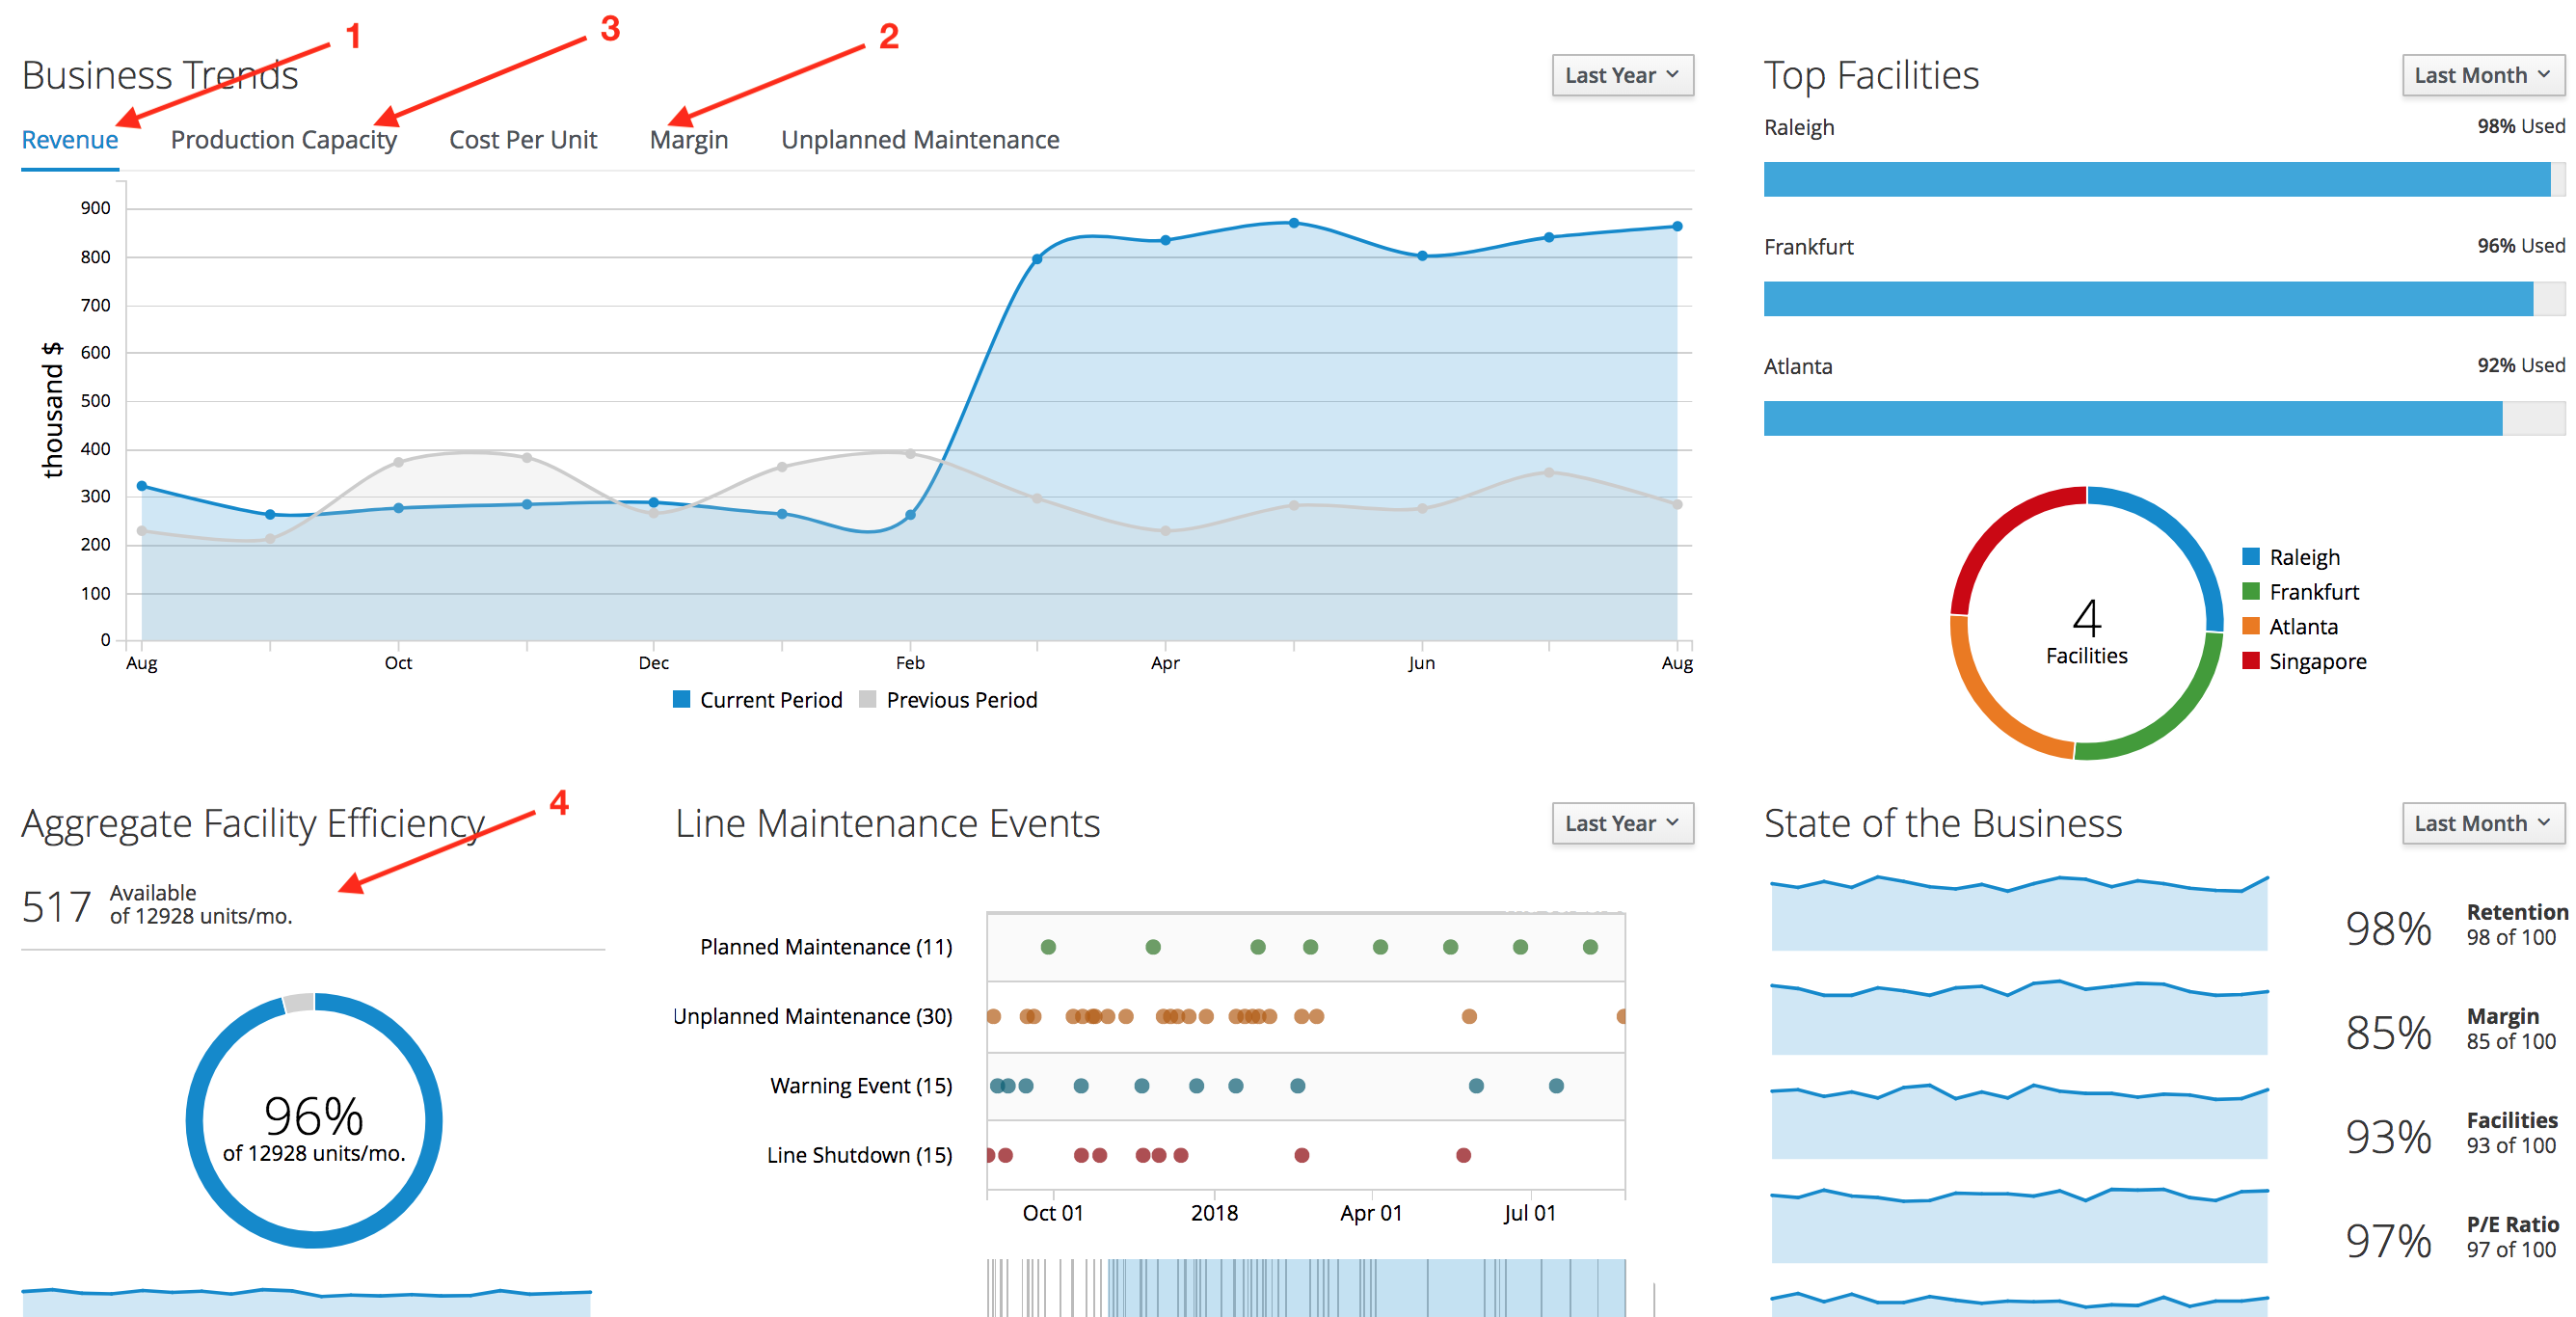 1
3
2
Business Trends
Last Year
Revenue
Production Capacity
Cost Per Unit
Margin
Unplanned Maintenance
900
800
700
600
500
400
300
200
100
0
thousand $
Aug
Oct
Dec
Feb
Apr
Jun
Aug
Current Period
Previous Period
Top Facilities
Last Month
Raleigh
98% Used
Frankfurt
96% Used
Atlanta
92% Used
4
Facilities
Raleigh
Frankfurt
Atlanta
Singapore
4
Aggregate Facility Efficiency
517
Available
of 12928 units/mo.
96%
of 12928 units/mo.
Line Maintenance Events
Last Year
Planned Maintenance (11)
Unplanned Maintenance (30)
Warning Event (15)
Line Shutdown (15)
Oct 01
2018
Apr 01
Jul 01
State of the Business
Last Month
98%
Retention
98 of 100
85%
Margin
85 of 100
93%
Facilities
93 of 100
97%
P/E Ratio
97 of 100